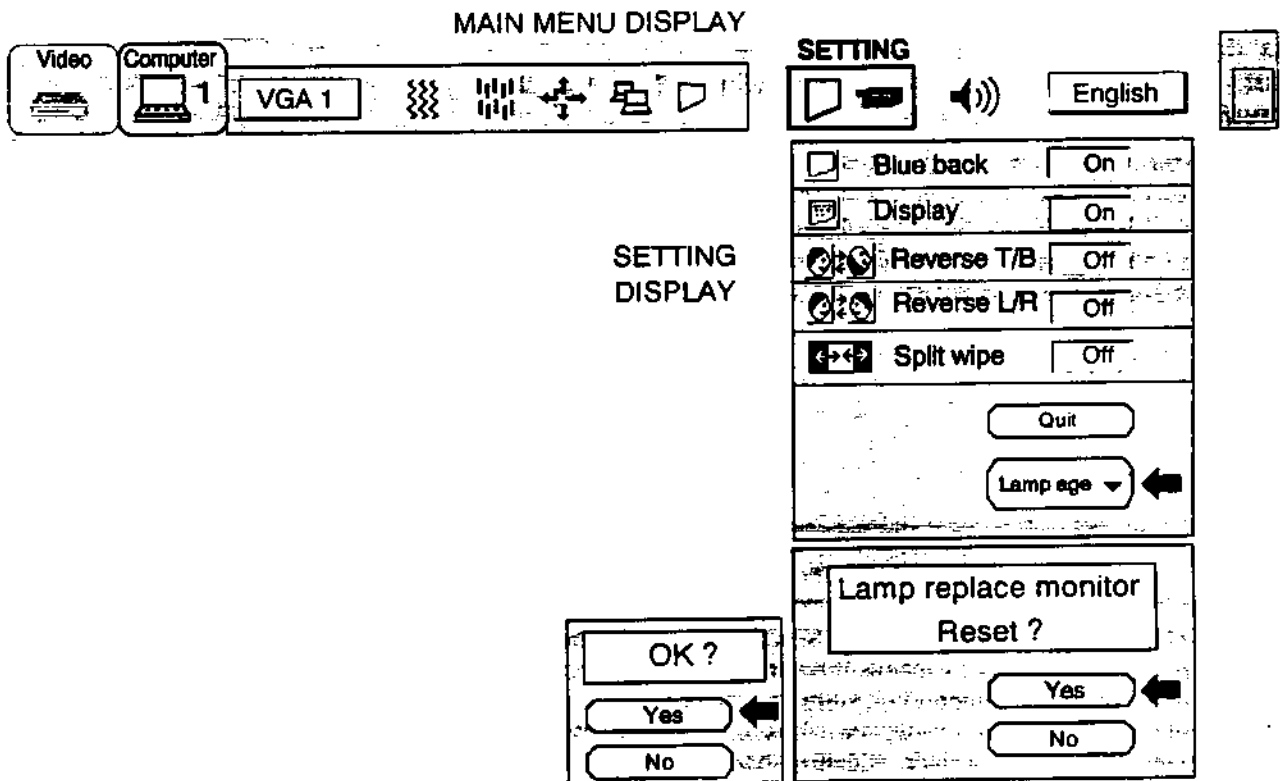 MAIN MENU DISPLAY
SETTING
Video
Computer
1
VGA 1
English
Blue back On
Display On
SETTING
DISPLAY
Reverse T/B Off
Reverse L/R Off
Split wipe Off
Quit
Lamp age
Lamp replace monitor
Reset ?
Yes
No
OK ?
Yes
No